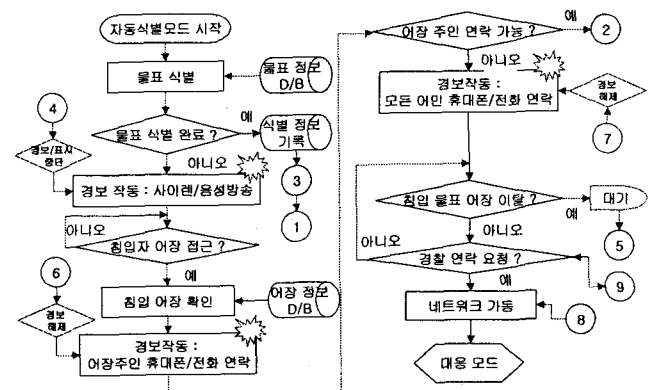 자동식별모드 시작
물표 식별
물표 정보
D/B
4
물표 식별 완료 ?
예
식별 정보
기록
경보/표시
중단
아니오
3
경보 작동 : 사이렌/음성방송
1
아니오
침입자 어장 접근 ?
6
예
침입 어장 확인
어장 정보
D/B
경보
해제
경보작동 :
어장주인 휴대폰/전화 연락
어장 주인 연락 가능 ?
예
2
아니오
경보작동 :
모든 어민 휴대폰/전화 연락
경보
해제
7
침입 물표 어장 이탈 ?
예
대기
아니오
아니오
5
경찰 연락 요청 ?
9
네트워크 가동
8
대응 모드